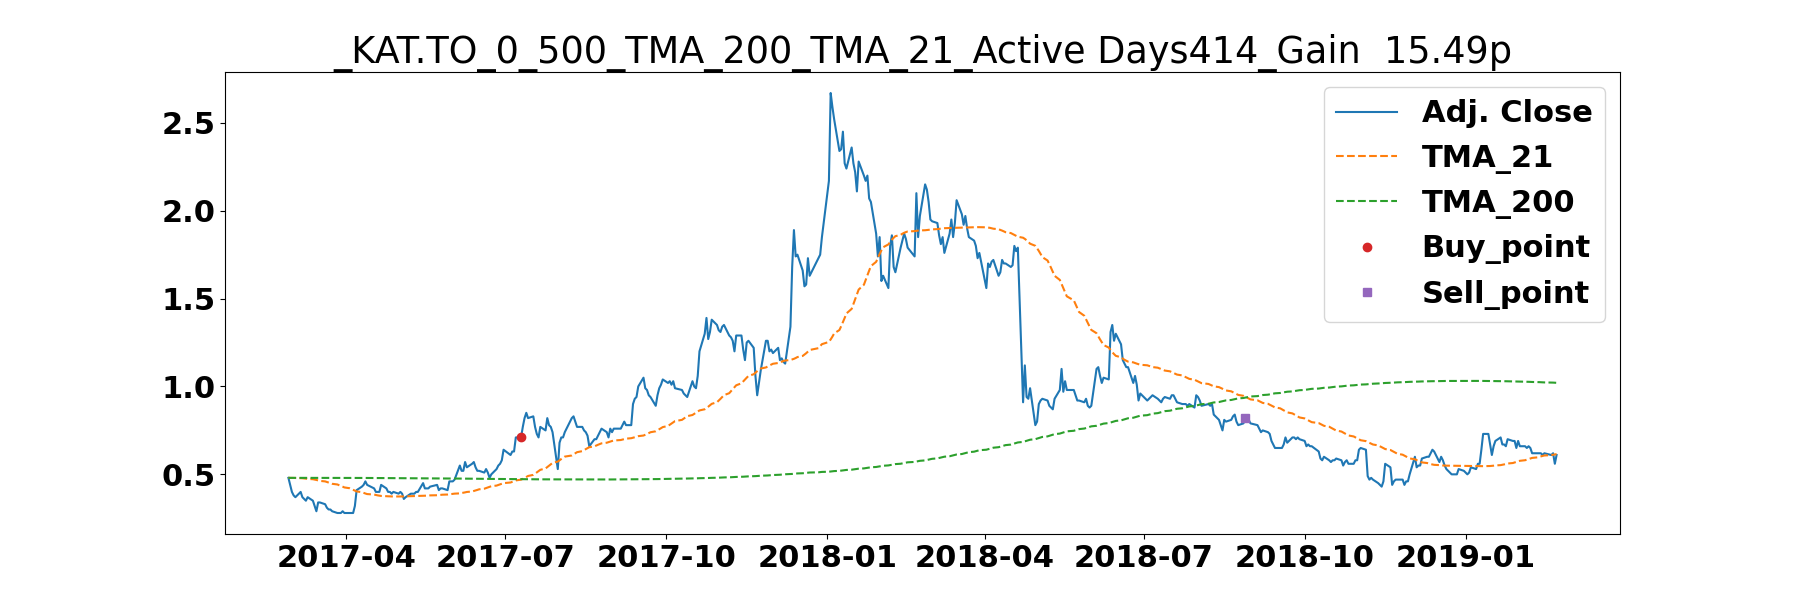 _KAT.TO_0_500_TMA_200_TMA_21_Active Days414_Gain  15.49p
2.5
2.0
1.5
1.0
0.5
Adj. Close
TMA_21
TMA_200
Buy_point
Sell_point
2017-04 2017-07 2017-10 2018-01 2018-04 2018-07 2018-10 2019-01